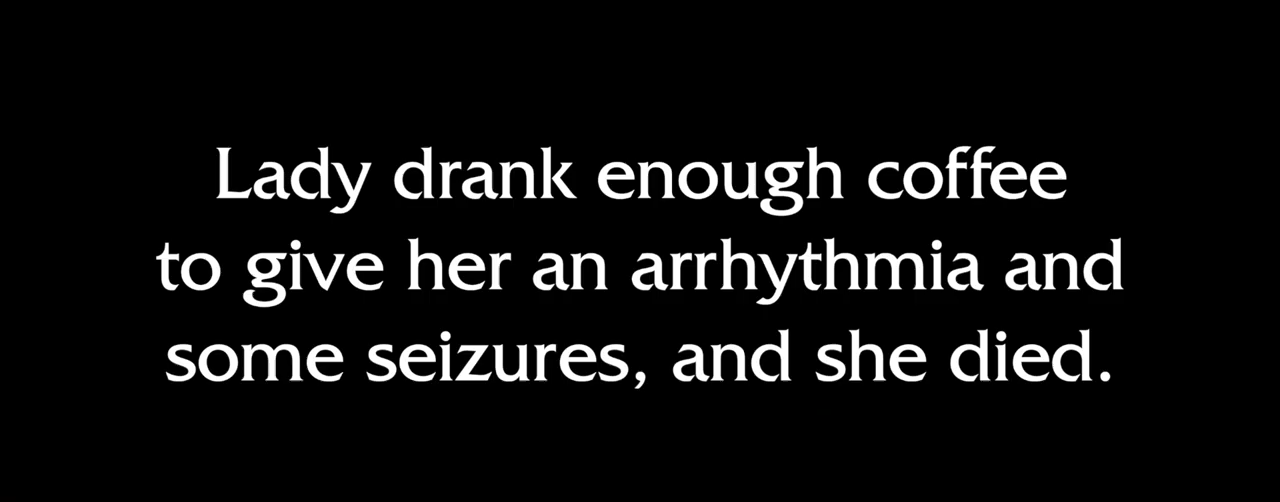 Lady drank enough coffee
to give her an arrhythmia and
some seizures, and she died.